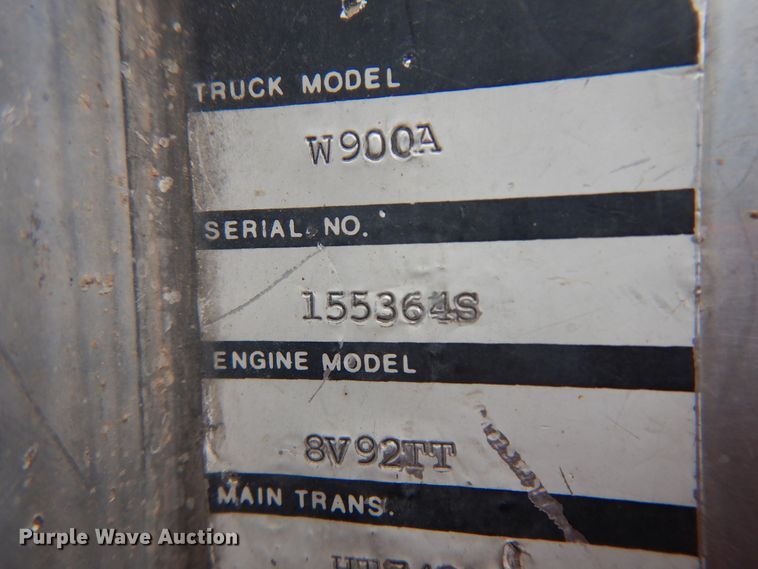 TRUCK MODEL
W900A
SERIAL NO.
155364S
ENGINE MODEL
8V92TT
MAIN TRANS.
Purple Wave Auction®